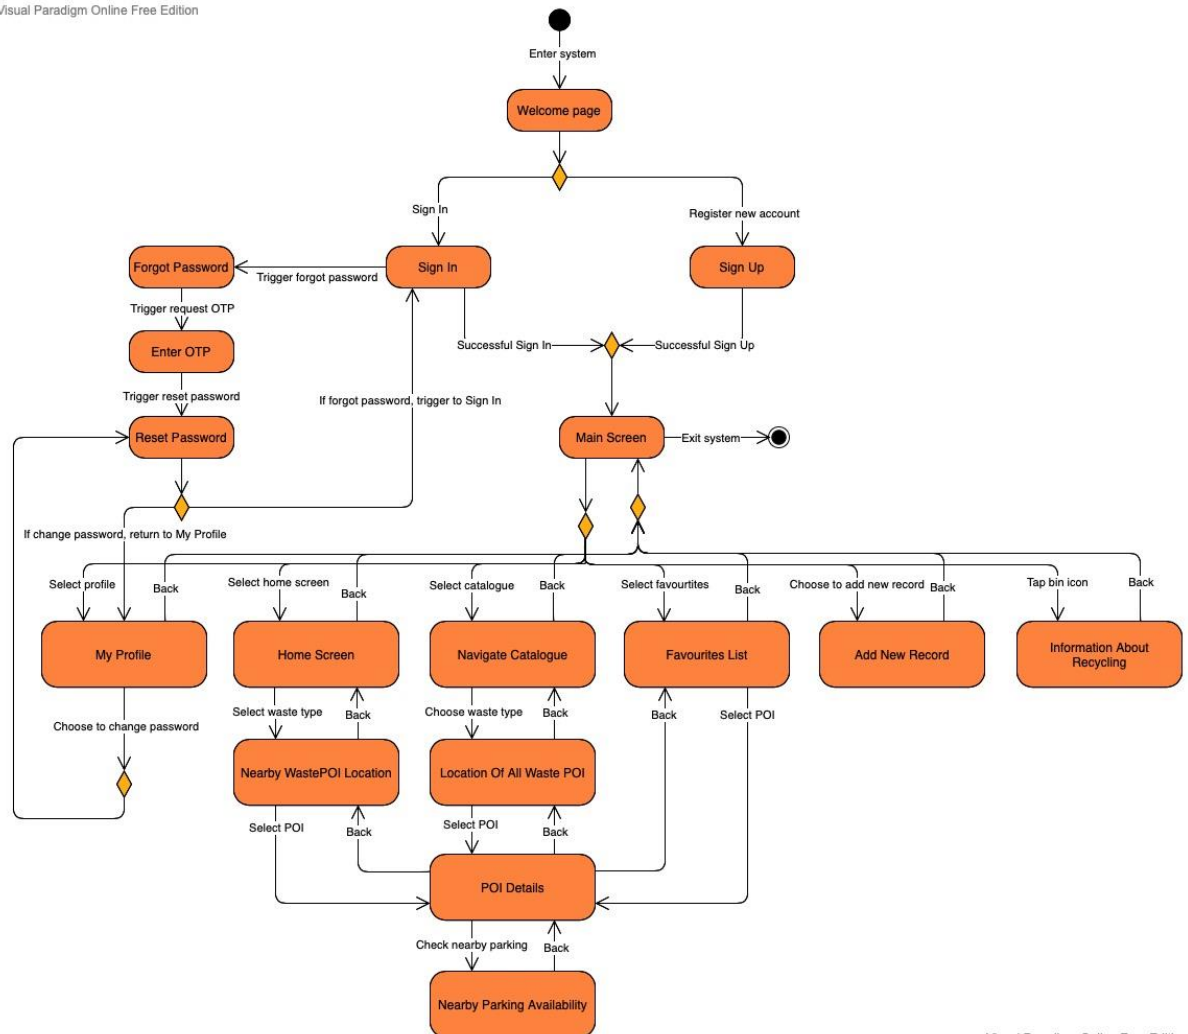 Visual Paradigm Online Free Edition
Enter system
Welcome page
Sign In
Register new account
Forgot Password
Trigger forgot password
Sign In
Sign Up
Trigger request OTP
Enter OTP
Successful Sign In
Successful Sign Up
Trigger reset password
If forgot password, trigger to Sign In
Reset Password
Main Screen
Exit system
If change password, return to My Profile
Select profile
Back
Select home screen
Back
Select catalogue
Back
Select favourtites
Back
Choose to add new record
Back
Tap bin icon
Back
My Profile
Home Screen
Navigate Catalogue
Favourites List
Add New Record
Information About
Recycling
Choose to change password
Select waste type
Back
Choose waste type
Back
Back
Select POI
Nearby WastePOI Location
Location Of All Waste POI
Select POI
Back
Select POI
Back
POI Details
Check nearby parking
Back
Nearby Parking Availability